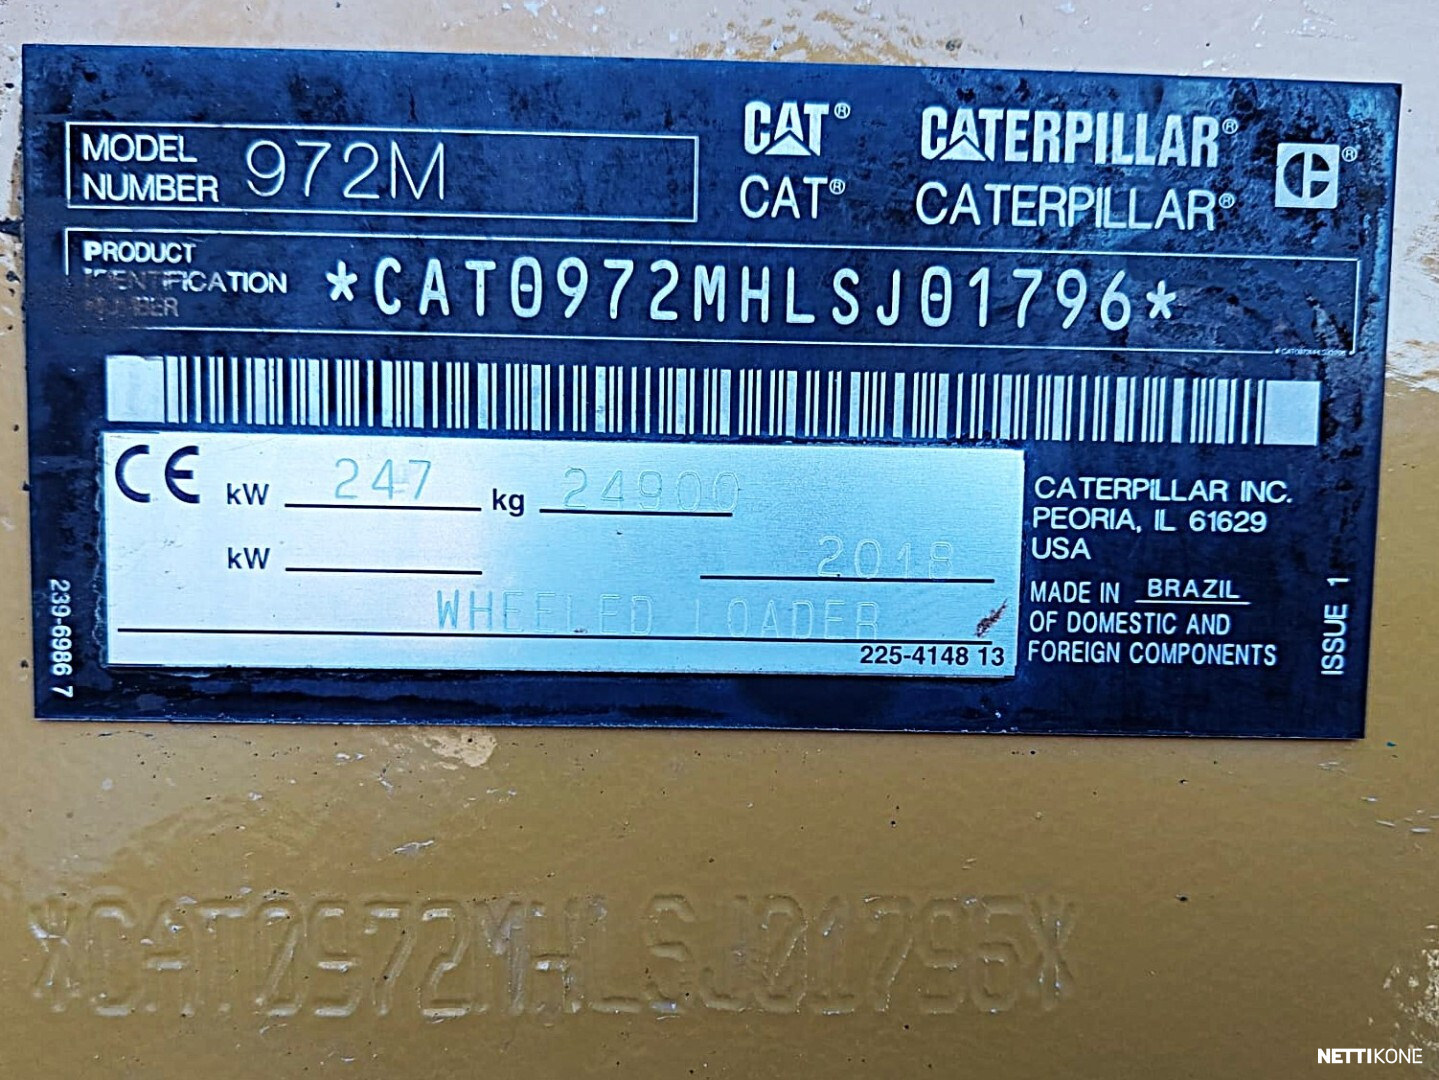 MODEL NUMBER 972M
CAT® CATERPILLAR®
CAT® CATERPILLAR®
PRODUCT IDENTIFICATION NUMBER *CAT0972MHLSJ01796*
CE kW 247 kg 24900
kW 2018
WHEELED LOADER
225-4148 13
239-6986 7
CATERPILLAR INC.
PEORIA, IL 61629
USA
MADE IN BRAZIL
OF DOMESTIC AND
FOREIGN COMPONENTS
ISSUE 1
*CAT0972MHLSJ01796*
NETTIKONE